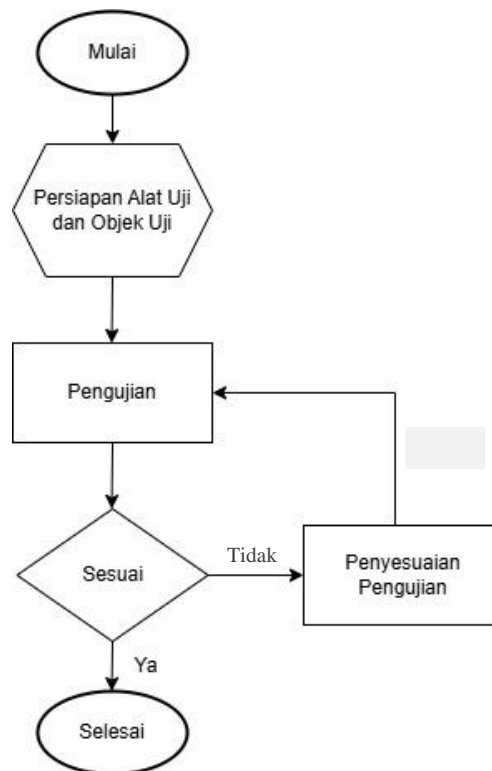 Mulai
Persiapan Alat Uji
dan Objek Uji
Pengujian
Sesuai
Tidak
Penyesuaian
Pengujian
Ya
Selesai